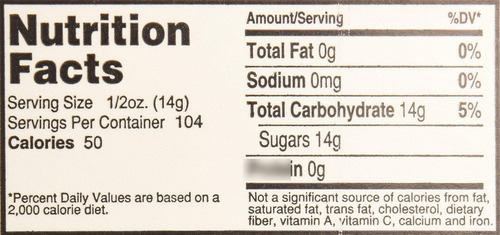 Nutrition
Facts
Serving Size 1/2oz. (14g)
Servings Per Container 104
Calories 50
*Percent Daily Values are based on a
2,000 calorie diet.
Amount/Serving %DV*
Total Fat 0g 0%
Sodium 0mg 0%
Total Carbohydrate 14g 5%
Sugars 14g
0g
Not a significant source of calories from fat,
saturated fat, trans fat, cholesterol, dietary
fiber, vitamin A, vitamin C, calcium and iron.